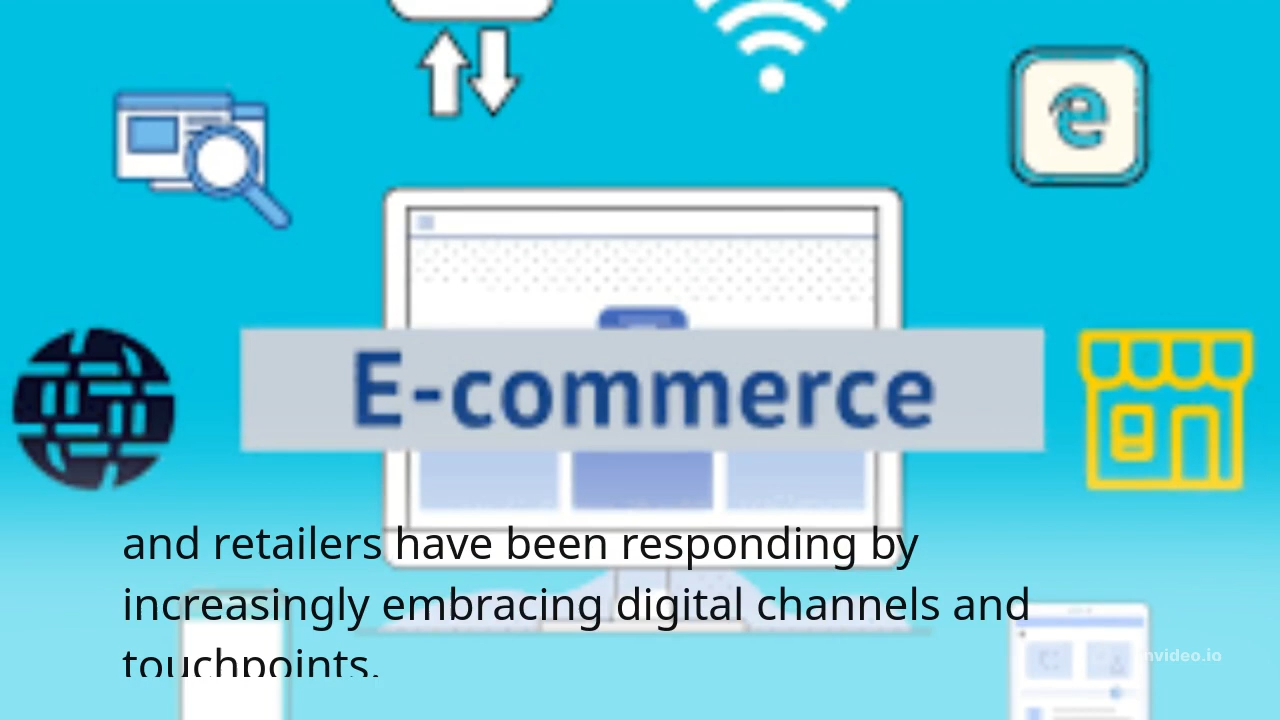 e
E-commerce
and retailers have been responding by
increasingly embracing digital channels and
touchpoints.
nvideo.io